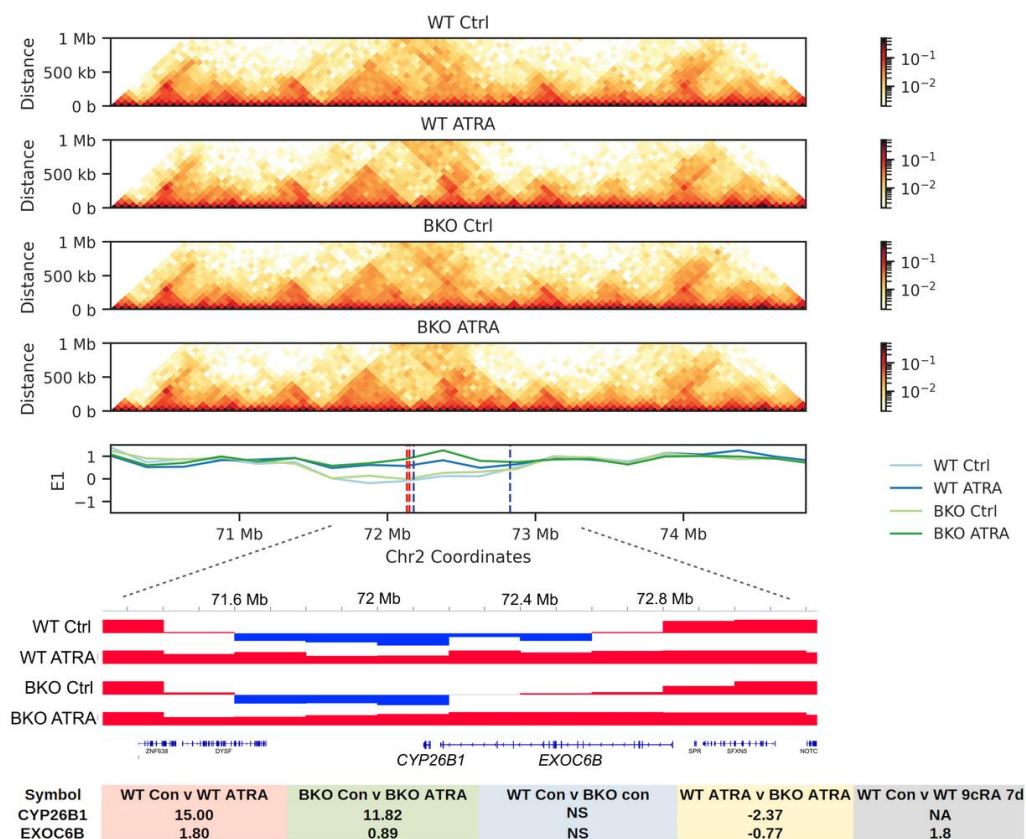 WT Ctrl
1 Mb
500 kb
0 b
Distance
10⁻¹
10⁻²
WT ATRA
1 Mb
500 kb
0 b
Distance
10⁻¹
10⁻²
BKO Ctrl
1 Mb
500 kb
0 b
Distance
10⁻¹
10⁻²
BKO ATRA
1 Mb
500 kb
0 b
Distance
10⁻¹
10⁻²
1
0
−1
E1
WT Ctrl
WT ATRA
BKO Ctrl
BKO ATRA
71 Mb 72 Mb 73 Mb 74 Mb
Chr2 Coordinates
71.6 Mb 72 Mb 72.4 Mb 72.8 Mb
WT Ctrl
WT ATRA
BKO Ctrl
BKO ATRA
ZNF638 DYSF SPR SFXN5 NOTC
CYP26B1 EXOC6B
Symbol WT Con v WT ATRA BKO Con v BKO ATRA WT Con v BKO con WT ATRA v BKO ATRA WT Con v WT 9cRA 7d
CYP26B1 15.00 11.82 NS -2.37 NA
EXOC6B 1.80 0.89 NS -0.77 1.8